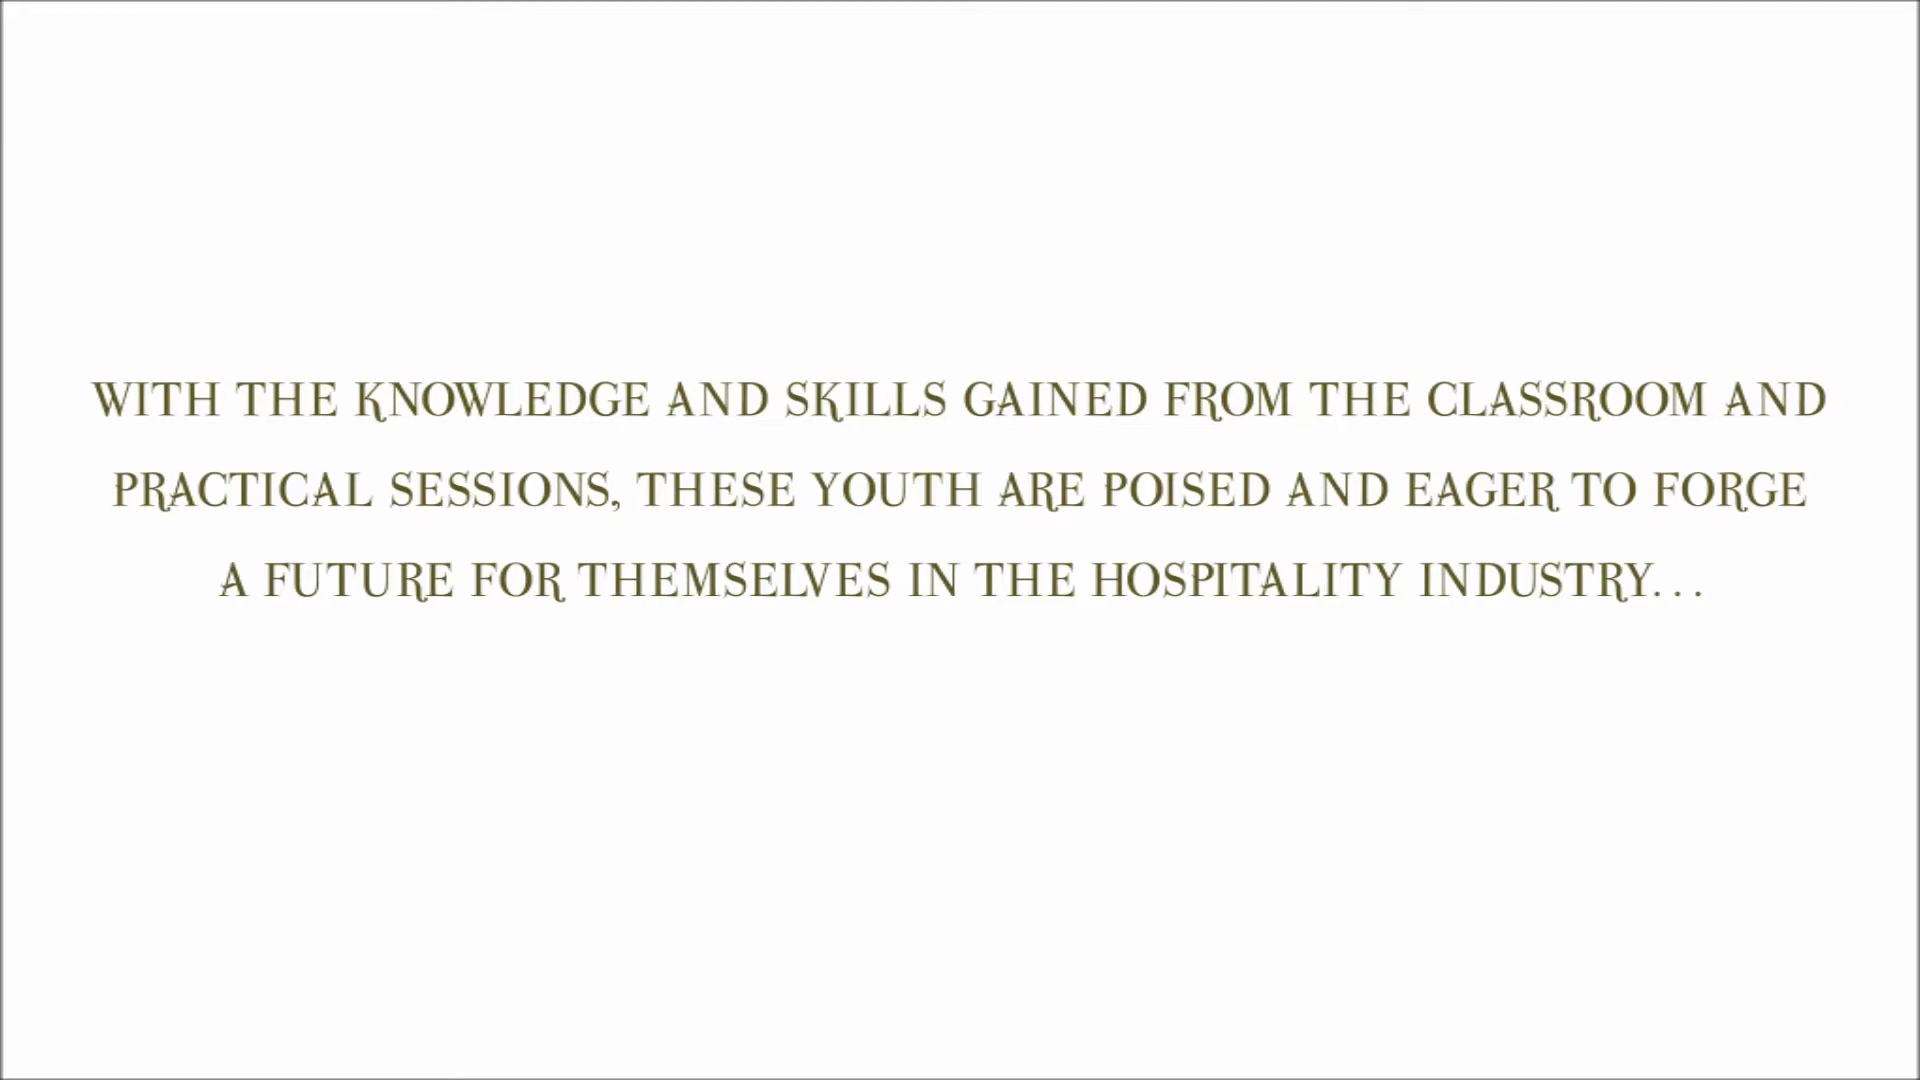 WITH THE KNOWLEDGE AND SKILLS GAINED FROM THE CLASSROOM AND
PRACTICAL SESSIONS, THESE YOUTH ARE POISED AND EAGER TO FORGE
A FUTURE FOR THEMSELVES IN THE HOSPITALITY INDUSTRY...